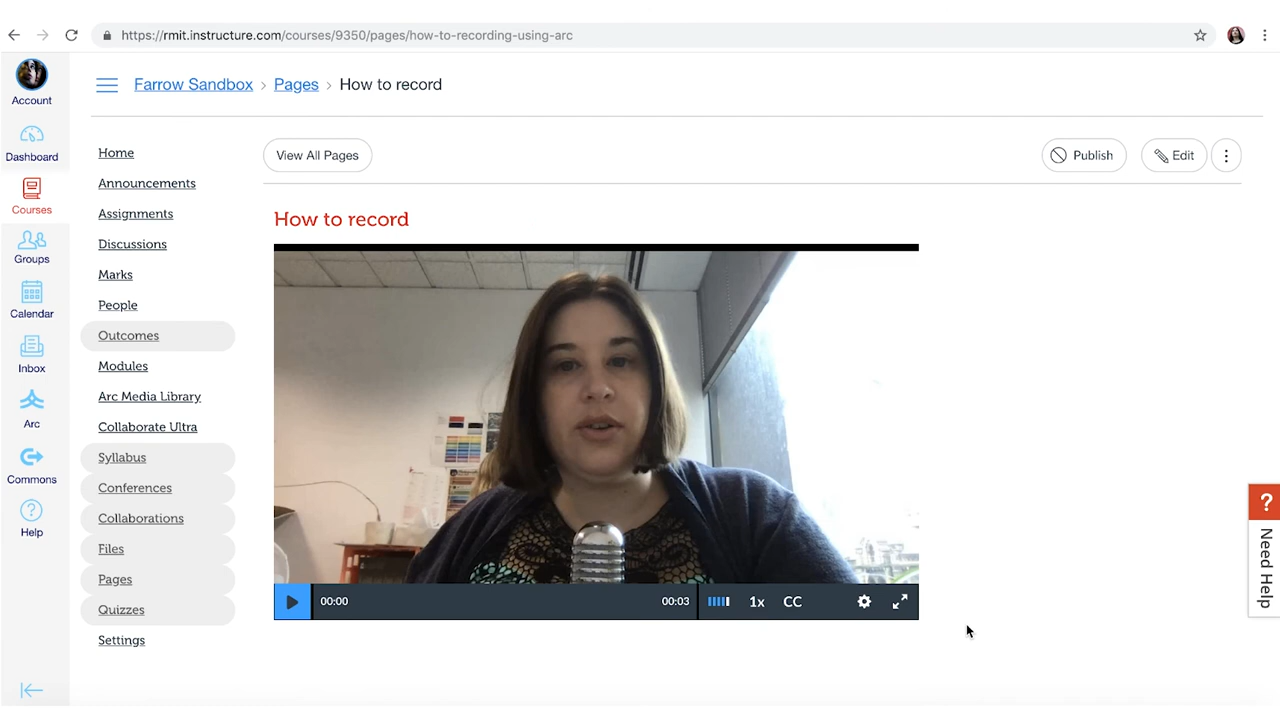 https://rmit.instructure.com/courses/9350/pages/how-to-recording-using-arc
Farrow Sandbox > Pages > How to record
Account
Dashboard
Courses
Groups
Calendar
Inbox
Arc
Commons
Help
Home
Announcements
Assignments
Discussions
Marks
People
Outcomes
Modules
Arc Media Library
Collaborate Ultra
Syllabus
Conferences
Collaborations
Files
Pages
Quizzes
Settings
View All Pages
Publish
Edit
How to record
00:00
00:03
1x
CC
? Need Help